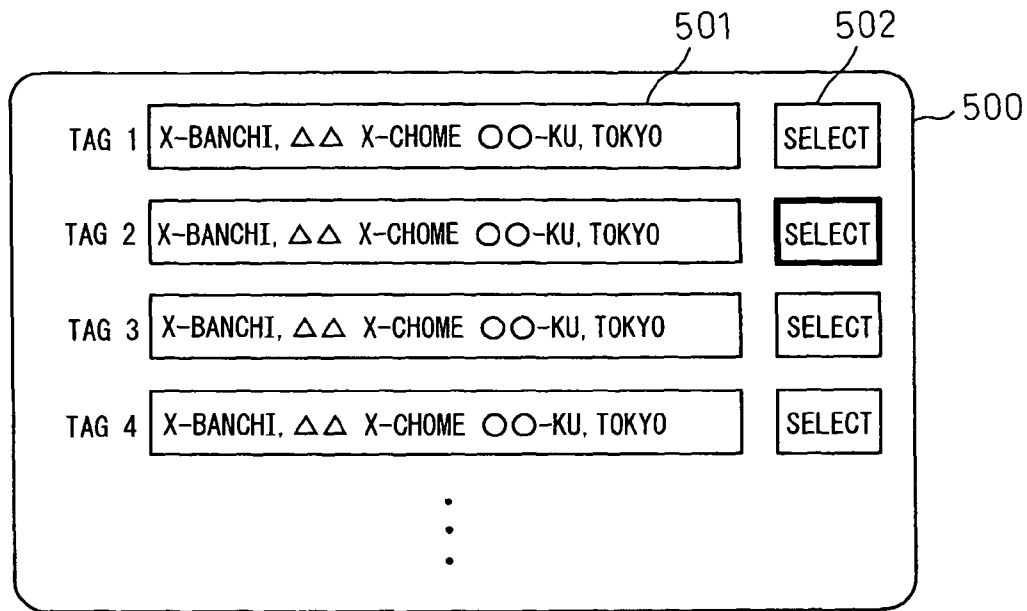 501 502
500
TAG 1 X-BANCHI, △△ X-CHOME ○○-KU, TOKYO SELECT
TAG 2 X-BANCHI, △△ X-CHOME ○○-KU, TOKYO SELECT
TAG 3 X-BANCHI, △△ X-CHOME ○○-KU, TOKYO SELECT
TAG 4 X-BANCHI, △△ X-CHOME ○○-KU, TOKYO SELECT